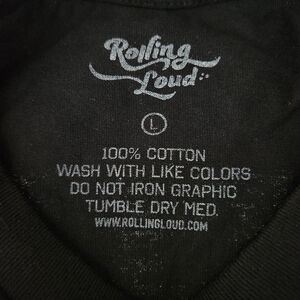 Rolling
Loud
L
100% COTTON
WASH WITH LIKE COLORS
DO NOT IRON GRAPHIC
TUMBLE DRY MED.
WWW.ROLLINGLOUD.COM